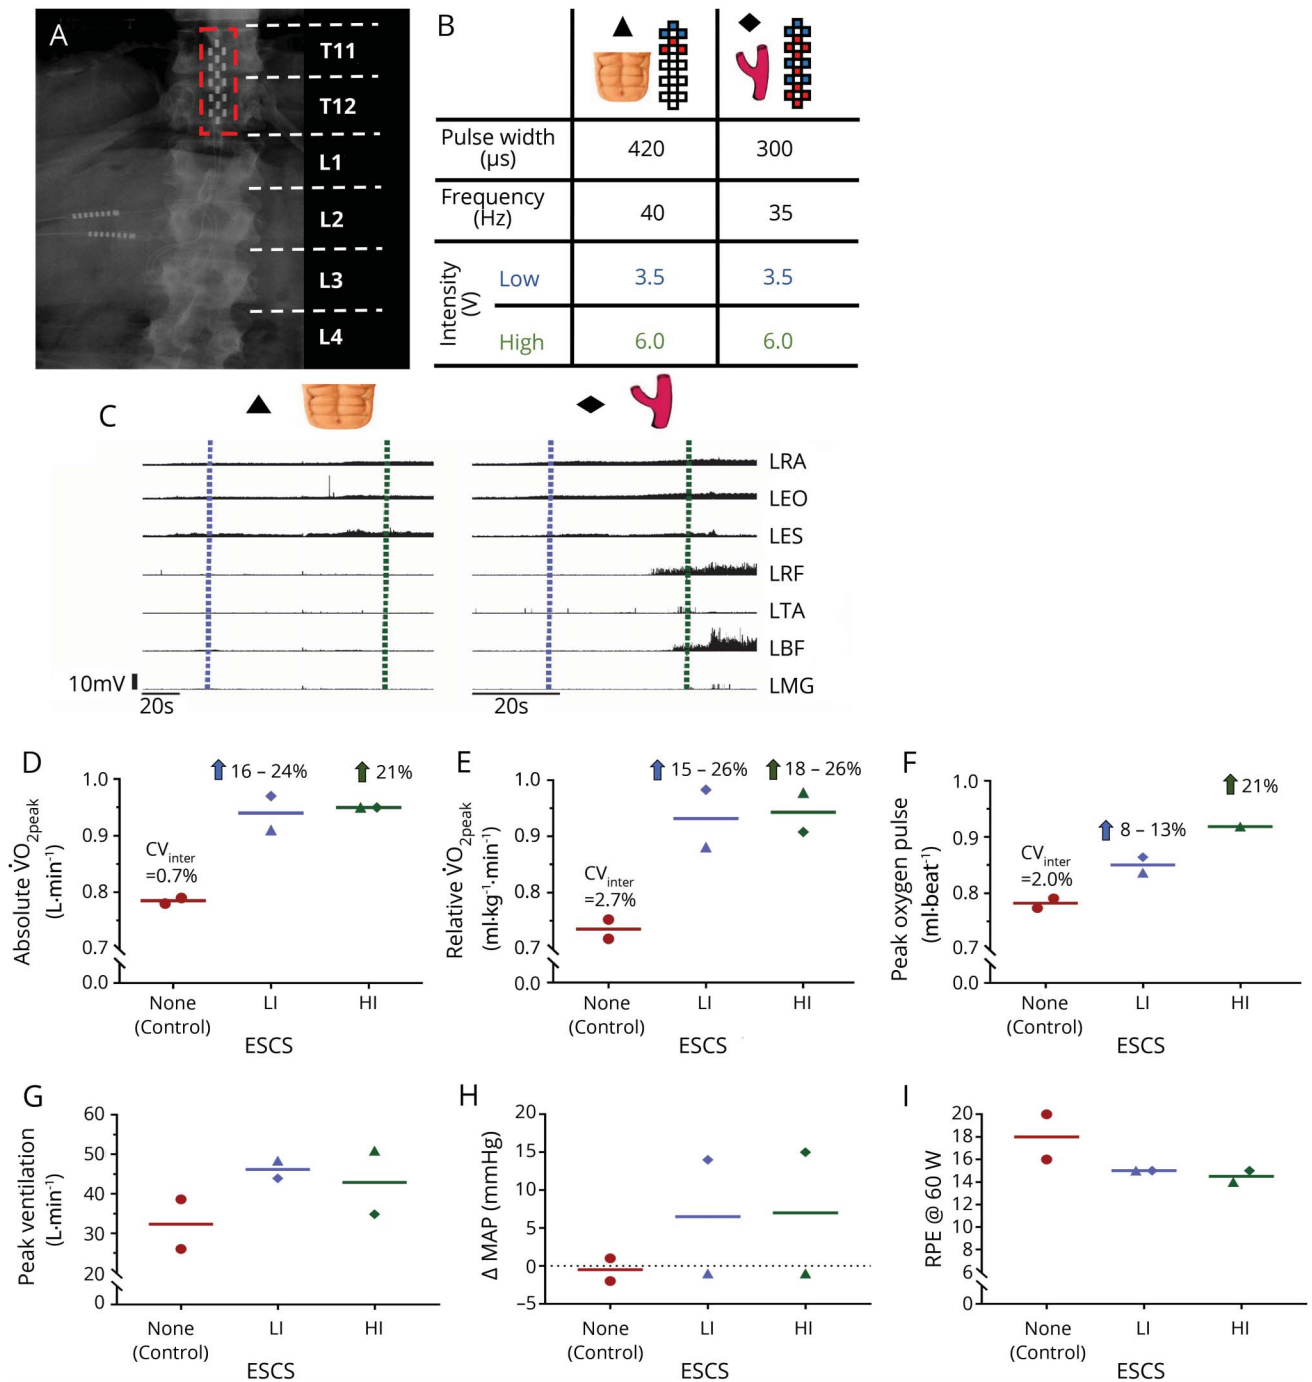 A
T11
T12
L1
L2
L3
L4
B
Pulse width
(µs)
420
300
Frequency
(Hz)
40
35
Intensity
(V)
Low
3.5
3.5
High
6.0
6.0
C
LRA
LEO
LES
LRF
LTA
LBF
LMG
10mV
20s
20s
D
16 – 24%
21%
Absolute V̇O2peak
(L·min-1)
1.0
0.9
0.8
0.7
0.0
CVinter
=0.7%
None
(Control)
LI
HI
ESCS
E
15 – 26%
18 – 26%
Relative V̇O2peak
(ml·kg-1·min-1)
1.0
0.9
0.8
0.7
0.0
CVinter
=2.7%
None
(Control)
LI
HI
ESCS
F
8 – 13%
21%
Peak oxygen pulse
(ml·beat-1)
1.0
0.9
0.8
0.7
0.0
CVinter
=2.0%
None
(Control)
LI
HI
ESCS
G
Peak ventilation
(L·min-1)
60
50
40
30
20
0
None
(Control)
LI
HI
ESCS
H
Δ MAP (mmHg)
20
15
10
5
0
−5
None
(Control)
LI
HI
ESCS
I
RPE @ 60 W
20
18
16
14
12
10
8
6
0
None
(Control)
LI
HI
ESCS